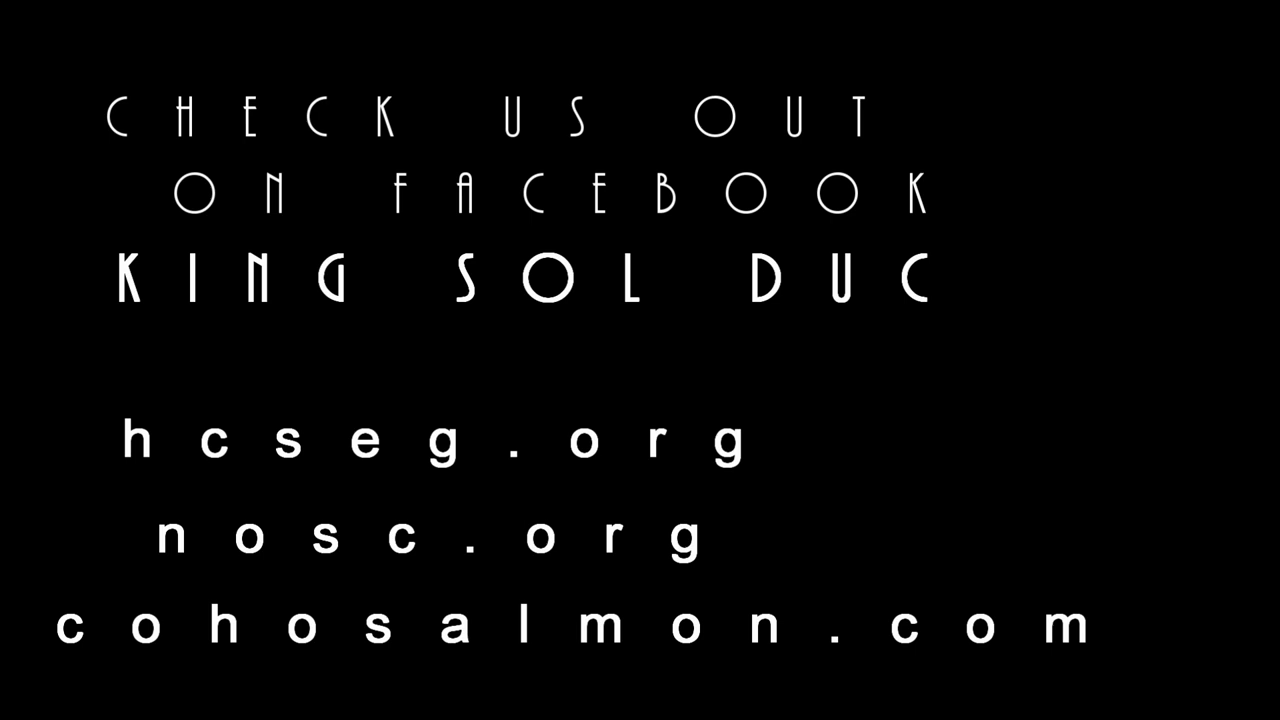 CHECK US OUT
ON FACEBOOK
KING SOL DUC
hcseg.org
nosc.org
cohosalmon.com